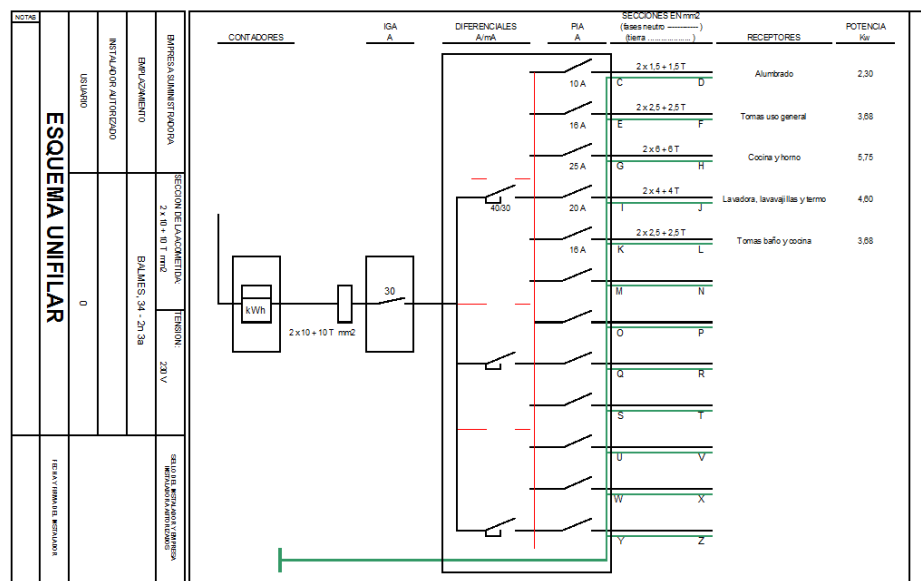 NOTAS
ESQUEMA UNIFILAR
USUARIO
0
INSTALADOR AUTORIZADO
EMPLAZAMIENTO
BALMES, 34 - 2n 3a
EMPRESA SUMINISTRADORA
SECCION DE LA ACOMETIDA:
2 x 10 + 10 T mm2
TENSION:
230 V
FECHA Y FIRMA DEL INSTALADOR
SELLO DEL INSTALADOR Y EMPRESA
INSTALADORA AUTORIZADOS
CONTADORES
IGA
A
DIFERENCIALES
A/mA
PIA
A
SECCIONES EN mm2
(fases neutro ------------ )
(tierra ................... )
RECEPTORES
POTENCIA
Kw
10 A
2 x 1,5 + 1,5 T
C D
Alumbrado
2,30
16 A
2 x 2,5 + 2,5 T
E F
Tomas uso general
3,68
25 A
2 x 6 + 6 T
G H
Cocina y horno
5,75
40/30
20 A
2 x 4 + 4 T
I J
Lavadora, lavavajillas y termo
4,60
16 A
2 x 2,5 + 2,5 T
K L
Tomas baño y cocina
3,68
kWh
2 x 10 + 10 T mm2
30
M N
O P
Q R
S T
U V
W X
Y Z